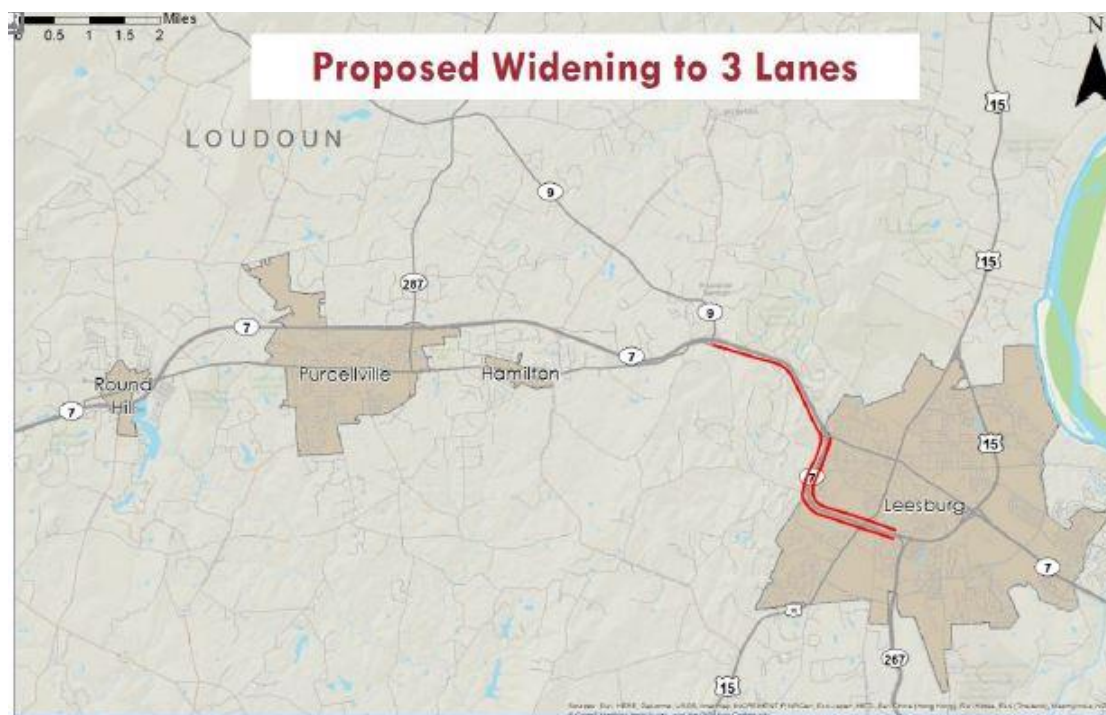 Miles
0 0.5 1 1.5 2
Proposed Widening to 3 Lanes
N
15
LOUDOUN
9
15
287
9
7
7
Round
Hill
Purcellville
Hamilton
7
15
7
Leesburg
7
267
15